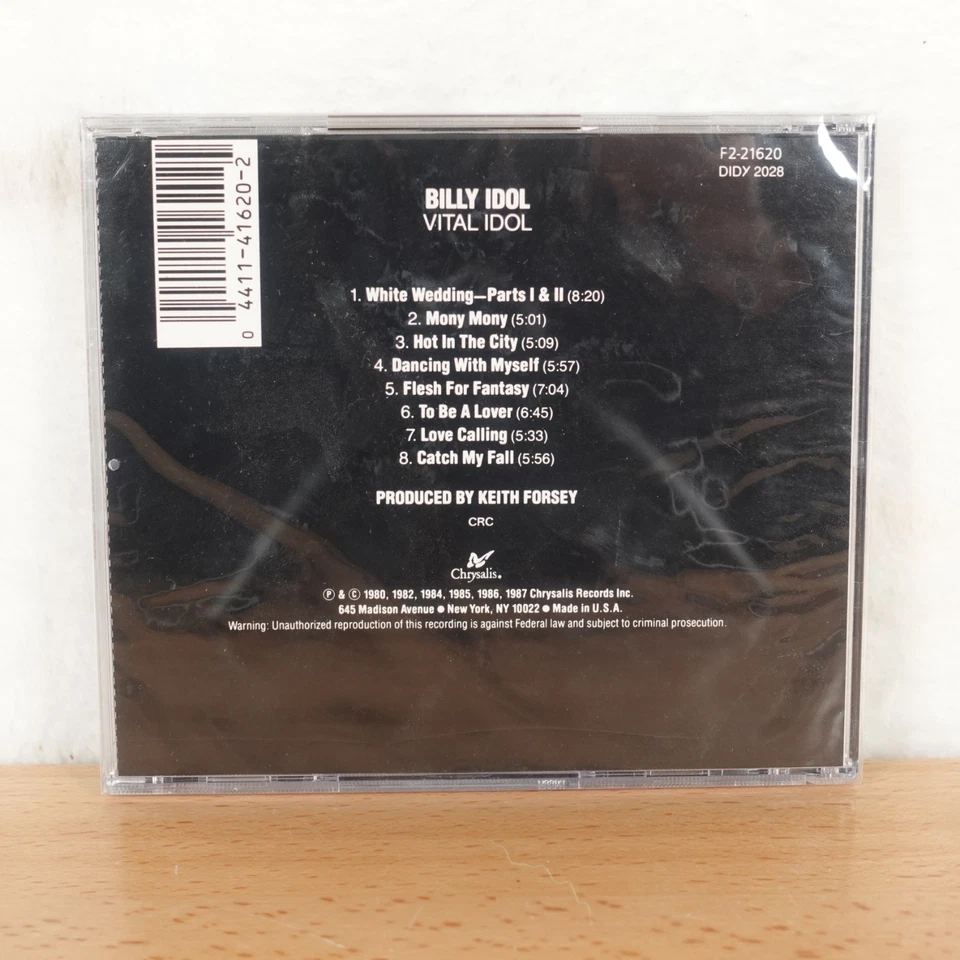 0 4411-41620-2
F2-21620
DIDY 2028
BILLY IDOL
VITAL IDOL
1. White Wedding—Parts I & II (8:20)
2. Mony Mony (5:01)
3. Hot In The City (5:09)
4. Dancing With Myself (5:57)
5. Flesh For Fantasy (7:04)
6. To Be A Lover (6:45)
7. Love Calling (5:33)
8. Catch My Fall (5:56)
PRODUCED BY KEITH FORSEY
CRC
Chrysalis.
Ⓟ & © 1980, 1982, 1984, 1985, 1986, 1987 Chrysalis Records Inc.
645 Madison Avenue ● New York, NY 10022 ● Made in U.S.A.
Warning: Unauthorized reproduction of this recording is against Federal law and subject to criminal prosecution.